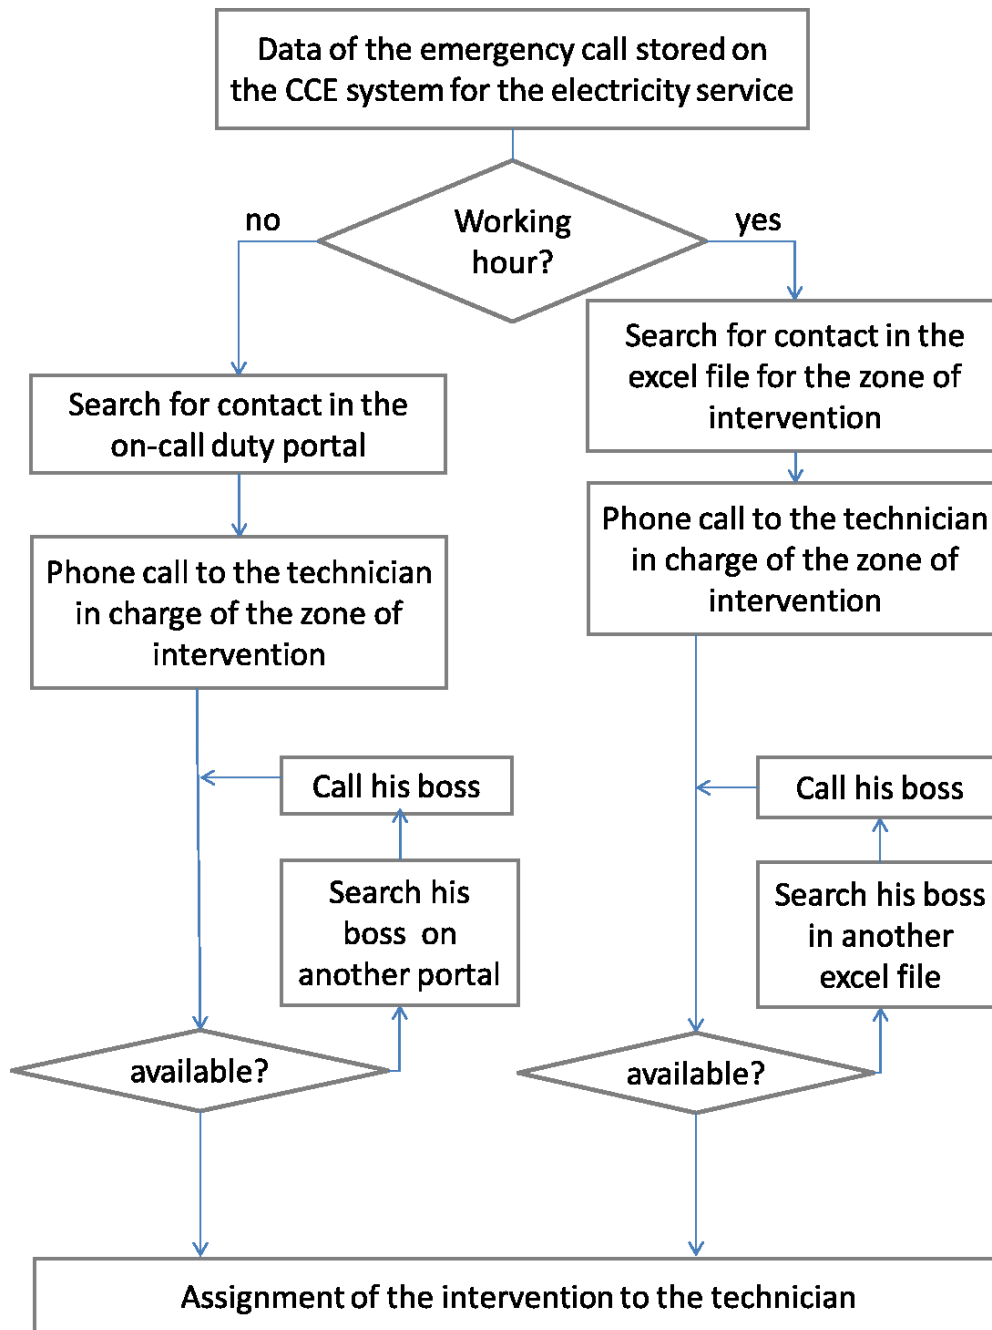 Data of the emergency call stored on
the CCE system for the electricity service
no
Working
hour?
yes
Search for contact in the
on-call duty portal
Search for contact in the
excel file for the zone of
intervention
Phone call to the technician
in charge of the zone of
intervention
Phone call to the technician
in charge of the zone of
intervention
Call his boss
Call his boss
Search his
boss on
another portal
Search his boss
in another
excel file
available?
available?
Assignment of the intervention to the technician